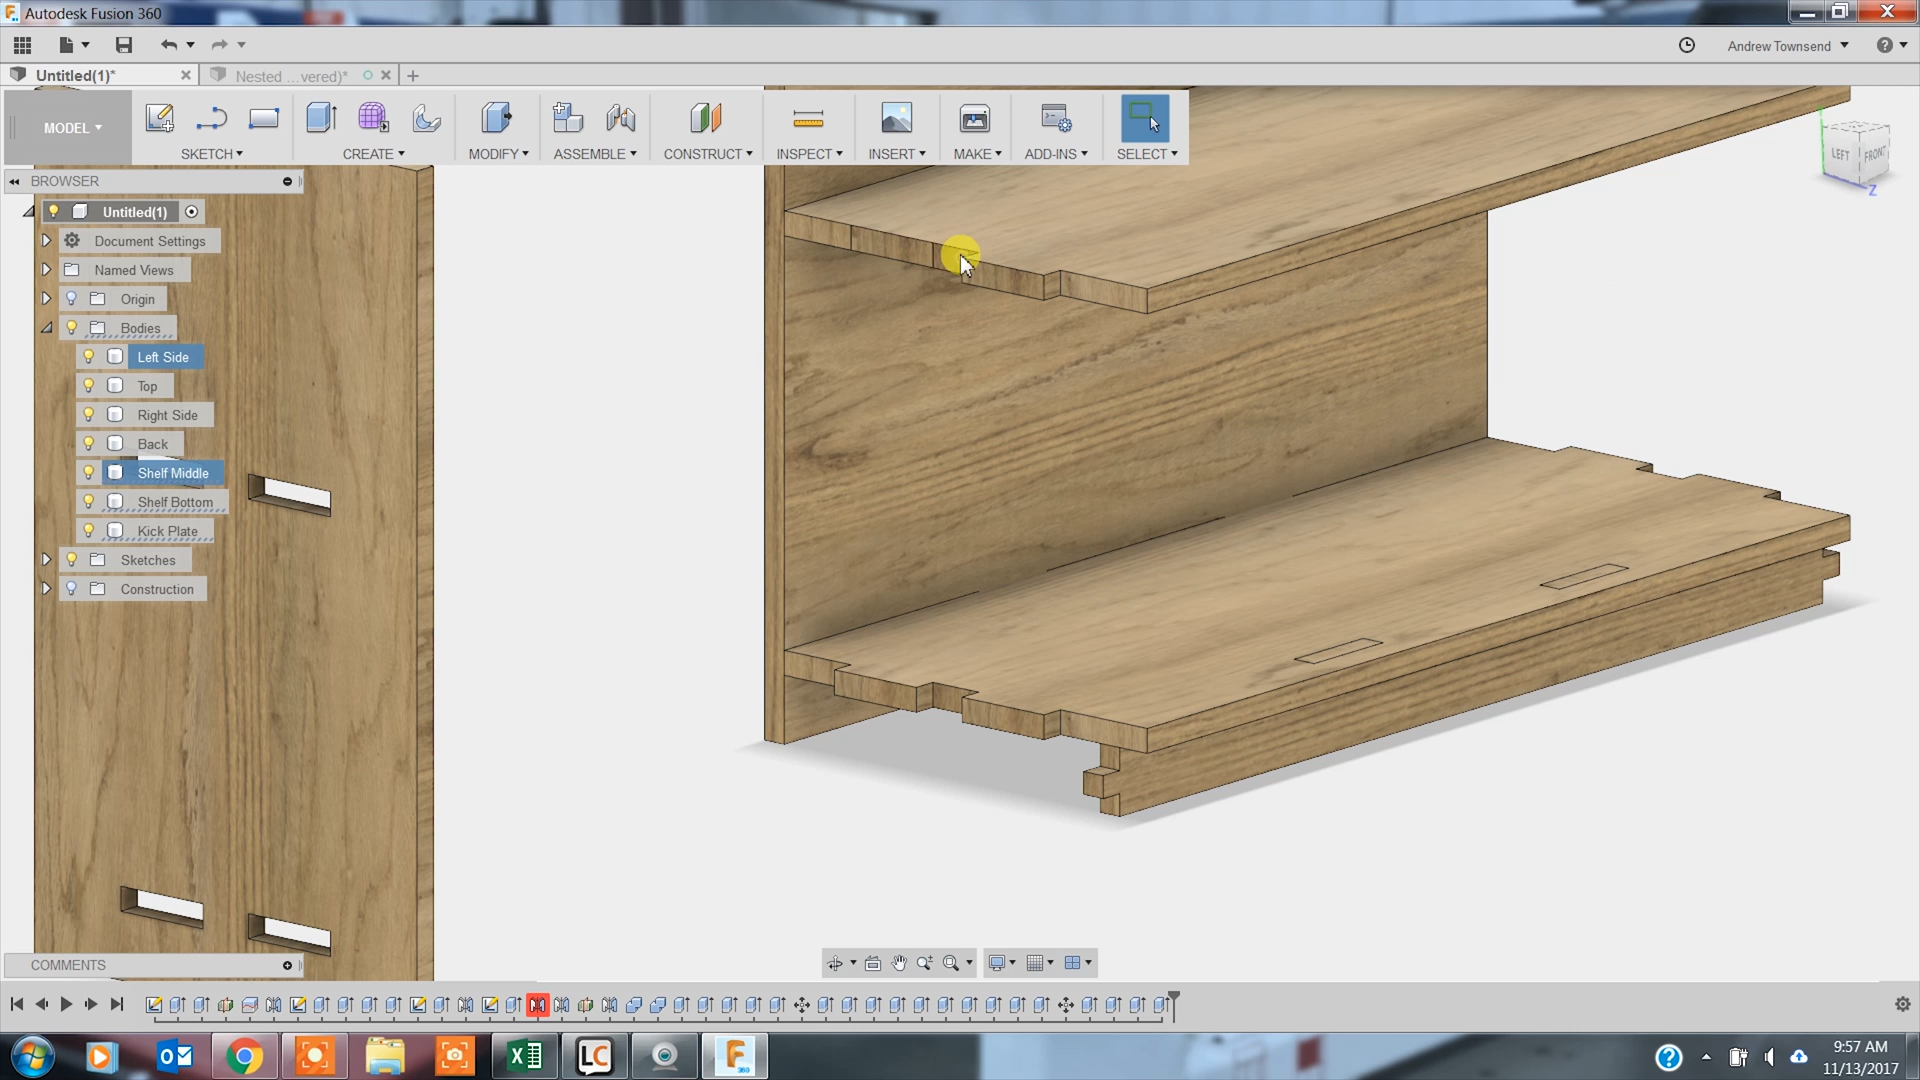 Autodesk Fusion 360
Andrew Townsend
Untitled(1)*
Nested ...vered)*
MODEL
SKETCH
CREATE
MODIFY
ASSEMBLE
CONSTRUCT
INSPECT
INSERT
MAKE
ADD-INS
SELECT
LEFT
FRONT
Z
BROWSER
Untitled(1)
Document Settings
Named Views
Origin
Bodies
Left Side
Top
Right Side
Back
Shelf Middle
Shelf Bottom
Kick Plate
Sketches
Construction
COMMENTS
9:57 AM
11/13/2017